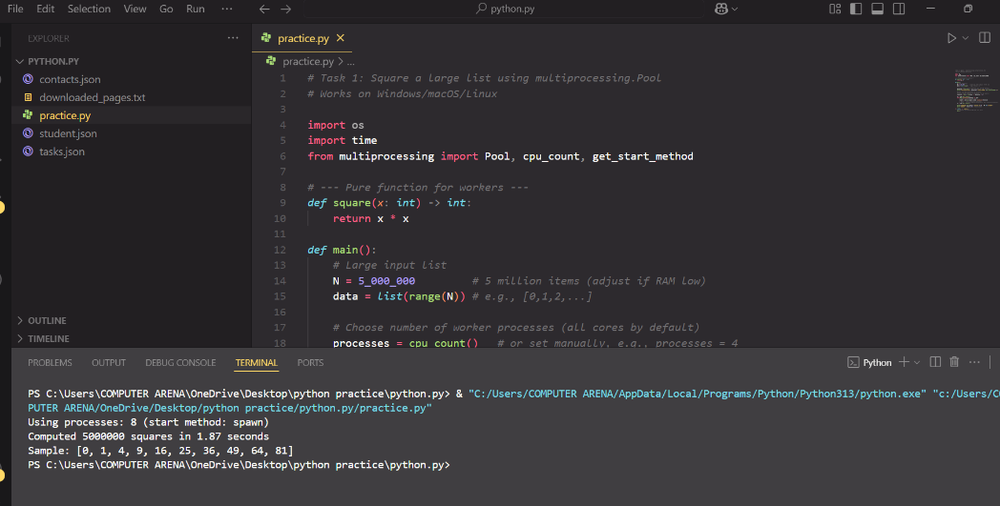 File Edit Selection View Go Run ··· ← → python.py
EXPLORER ···
PYTHON.PY
contacts.json
downloaded_pages.txt
practice.py
student.json
tasks.json
OUTLINE
TIMELINE
practice.py ×
practice.py > ...
1 # Task 1: Square a large list using multiprocessing.Pool
2 # Works on Windows/macOS/Linux
3
4 import os
5 import time
6 from multiprocessing import Pool, cpu_count, get_start_method
7
8 # --- Pure function for workers ---
9 def square(x: int) -> int:
10 return x * x
11
12 def main():
13 # Large input list
14 N = 5_000_000 # 5 million items (adjust if RAM low)
15 data = list(range(N)) # e.g., [0,1,2,...]
16
17 # Choose number of worker processes (all cores by default)
18 processes = cpu_count() # or set manually, e.g., processes = 4
PROBLEMS OUTPUT DEBUG CONSOLE TERMINAL PORTS Python
PS C:\Users\COMPUTER ARENA\OneDrive\Desktop\python practice\python.py> & "C:/Users/COMPUTER ARENA/AppData/Local/Programs/Python/Python313/python.exe" "c:/Users/CO
PUTER ARENA/OneDrive/Desktop/python practice/python.py/practice.py"
Using processes: 8 (start method: spawn)
Computed 5000000 squares in 1.87 seconds
Sample: [0, 1, 4, 9, 16, 25, 36, 49, 64, 81]
PS C:\Users\COMPUTER ARENA\OneDrive\Desktop\python practice\python.py>